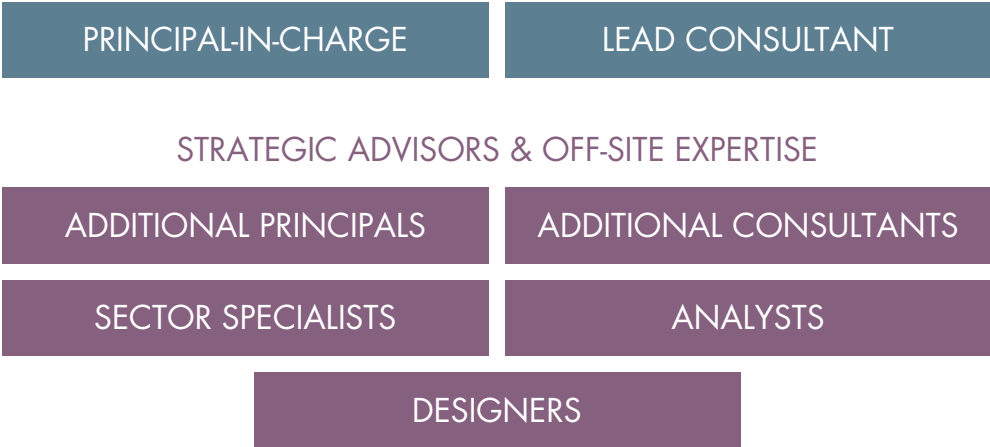 PRINCIPAL-IN-CHARGE
LEAD CONSULTANT
STRATEGIC ADVISORS & OFF-SITE EXPERTISE
ADDITIONAL PRINCIPALS
ADDITIONAL CONSULTANTS
SECTOR SPECIALISTS
ANALYSTS
DESIGNERS